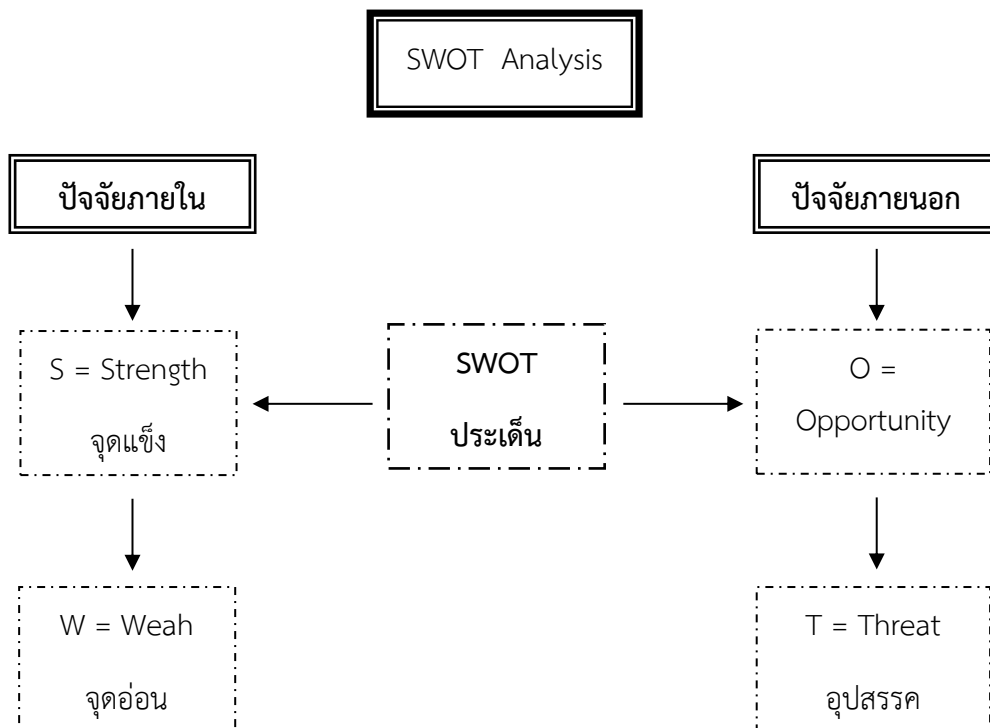 SWOT Analysis
ปัจจัยภายใน
ปัจจัยภายนอก
S = Strength
จุดแข็ง
SWOT
ประเด็น
O =
Opportunity
W = Weah
จุดอ่อน
T = Threat
อุปสรรค